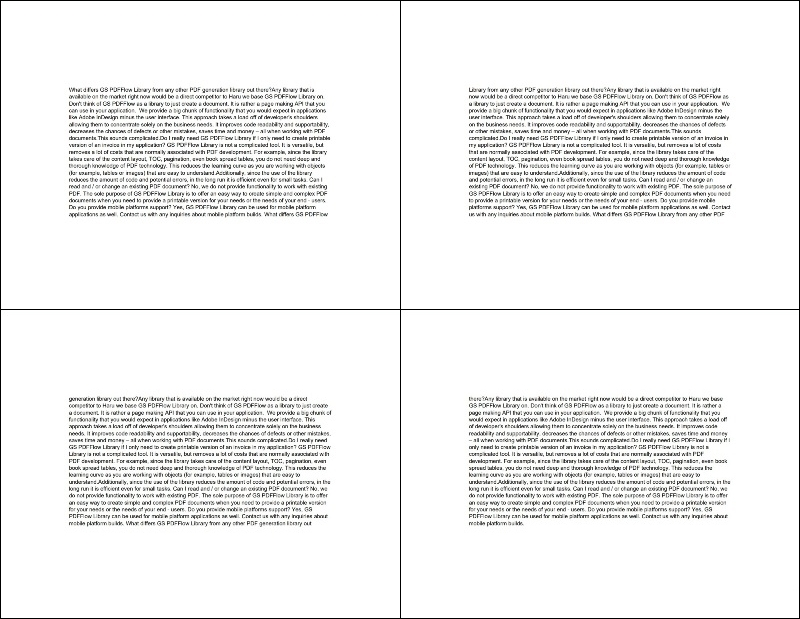 What differs GS PDFFlow Library from any other PDF generation library out there?Any library that is
available on the market right now would be a direct competitor to Haru we base GS PDFFlow Library on.
Don't think of GS PDFFlow as a library to just create a document. It is rather a page making API that you
can use in your application.  We provide a big chunk of functionality that you would expect in applications
like Adobe InDesign minus the user interface. This approach takes a load off of developer's shoulders
allowing them to concentrate solely on the business needs. It improves code readability and supportability,
decreases the chances of defects or other mistakes, saves time and money – all when working with PDF
documents.This sounds complicated.Do I really need GS PDFFlow Library if I only need to create printable
version of an invoice in my application? GS PDFFlow Library is not a complicated tool. It is versatile, but
removes a lot of costs that are normally associated with PDF development. For example, since the library
takes care of the content layout, TOC, pagination, even book spread tables, you do not need deep and
thorough knowledge of PDF technology. This reduces the learning curve as you are working with objects
(for example, tables or images) that are easy to understand.Additionally, since the use of the library
reduces the amount of code and potential errors, in the long run it is efficient even for small tasks. Can I
read and / or change an existing PDF document? No, we do not provide functionality to work with existing
PDF. The sole purpose of GS PDFFlow Library is to offer an easy way to create simple and complex PDF
documents when you need to provide a printable version for your needs or the needs of your end - users.
Do you provide mobile platforms support? Yes, GS PDFFlow Library can be used for mobile platform
applications as well. Contact us with any inquiries about mobile platform builds. What differs GS PDFFlow
Library from any other PDF generation library out there?Any library that is available on the market right
now would be a direct competitor to Haru we base GS PDFFlow Library on. Don't think of GS PDFFlow as
a library to just create a document. It is rather a page making API that you can use in your application.  We
provide a big chunk of functionality that you would expect in applications like Adobe InDesign minus the
user interface. This approach takes a load off of developer's shoulders allowing them to concentrate solely
on the business needs. It improves code readability and supportability, decreases the chances of defects
or other mistakes, saves time and money – all when working with PDF documents.This sounds
complicated.Do I really need GS PDFFlow Library if I only need to create printable version of an invoice in
my application? GS PDFFlow Library is not a complicated tool. It is versatile, but removes a lot of costs
that are normally associated with PDF development. For example, since the library takes care of the
content layout, TOC, pagination, even book spread tables, you do not need deep and thorough knowledge
of PDF technology. This reduces the learning curve as you are working with objects (for example, tables or
images) that are easy to understand.Additionally, since the use of the library reduces the amount of code
and potential errors, in the long run it is efficient even for small tasks. Can I read and / or change an
existing PDF document? No, we do not provide functionality to work with existing PDF. The sole purpose of
GS PDFFlow Library is to offer an easy way to create simple and complex PDF documents when you need
to provide a printable version for your needs or the needs of your end - users. Do you provide mobile
platforms support? Yes, GS PDFFlow Library can be used for mobile platform applications as well. Contact
us with any inquiries about mobile platform builds. What differs GS PDFFlow Library from any other PDF
generation library out there?Any library that is available on the market right now would be a direct
competitor to Haru we base GS PDFFlow Library on. Don't think of GS PDFFlow as a library to just create
a document. It is rather a page making API that you can use in your application.  We provide a big chunk of
functionality that you would expect in applications like Adobe InDesign minus the user interface. This
approach takes a load off of developer's shoulders allowing them to concentrate solely on the business
needs. It improves code readability and supportability, decreases the chances of defects or other mistakes,
saves time and money – all when working with PDF documents.This sounds complicated.Do I really need
GS PDFFlow Library if I only need to create printable version of an invoice in my application? GS PDFFlow
Library is not a complicated tool. It is versatile, but removes a lot of costs that are normally associated with
PDF development. For example, since the library takes care of the content layout, TOC, pagination, even
book spread tables, you do not need deep and thorough knowledge of PDF technology. This reduces the
learning curve as you are working with objects (for example, tables or images) that are easy to
understand.Additionally, since the use of the library reduces the amount of code and potential errors, in the
long run it is efficient even for small tasks. Can I read and / or change an existing PDF document? No, we
do not provide functionality to work with existing PDF. The sole purpose of GS PDFFlow Library is to offer
an easy way to create simple and complex PDF documents when you need to provide a printable version
for your needs or the needs of your end - users. Do you provide mobile platforms support? Yes, GS
PDFFlow Library can be used for mobile platform applications as well. Contact us with any inquiries about
mobile platform builds. What differs GS PDFFlow Library from any other PDF generation library out
there?Any library that is available on the market right now would be a direct competitor to Haru we base
GS PDFFlow Library on. Don't think of GS PDFFlow as a library to just create a document. It is rather a
page making API that you can use in your application.  We provide a big chunk of functionality that you
would expect in applications like Adobe InDesign minus the user interface. This approach takes a load off
of developer's shoulders allowing them to concentrate solely on the business needs. It improves code
readability and supportability, decreases the chances of defects or other mistakes, saves time and money
– all when working with PDF documents.This sounds complicated.Do I really need GS PDFFlow Library if I
only need to create printable version of an invoice in my application? GS PDFFlow Library is not a
complicated tool. It is versatile, but removes a lot of costs that are normally associated with PDF
development. For example, since the library takes care of the content layout, TOC, pagination, even book
spread tables, you do not need deep and thorough knowledge of PDF technology. This reduces the
learning curve as you are working with objects (for example, tables or images) that are easy to
understand.Additionally, since the use of the library reduces the amount of code and potential errors, in the
long run it is efficient even for small tasks. Can I read and / or change an existing PDF document? No, we
do not provide functionality to work with existing PDF. The sole purpose of GS PDFFlow Library is to offer
an easy way to create simple and complex PDF documents when you need to provide a printable version
for your needs or the needs of your end - users. Do you provide mobile platforms support? Yes, GS
PDFFlow Library can be used for mobile platform applications as well. Contact us with any inquiries about
mobile platform builds.